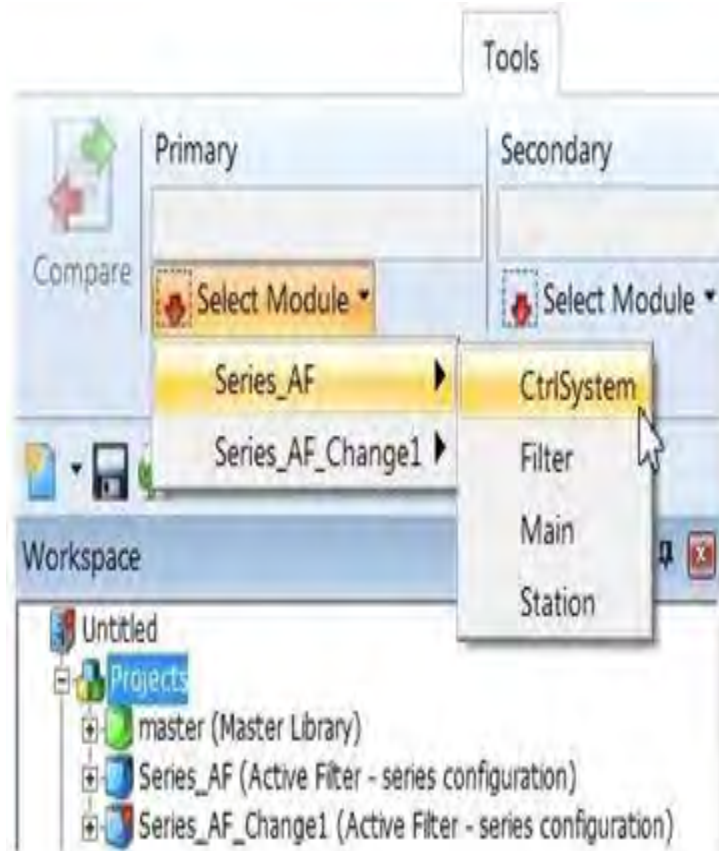 Tools
Primary
Secondary
Compare
Select Module
Select Module
Series_AF
CtrlSystem
Series_AF_Change1
Filter
Main
Station
Workspace
Untitled
Projects
master (Master Library)
Series_AF (Active Filter - series configuration)
Series_AF_Change1 (Active Filter - series configuration)